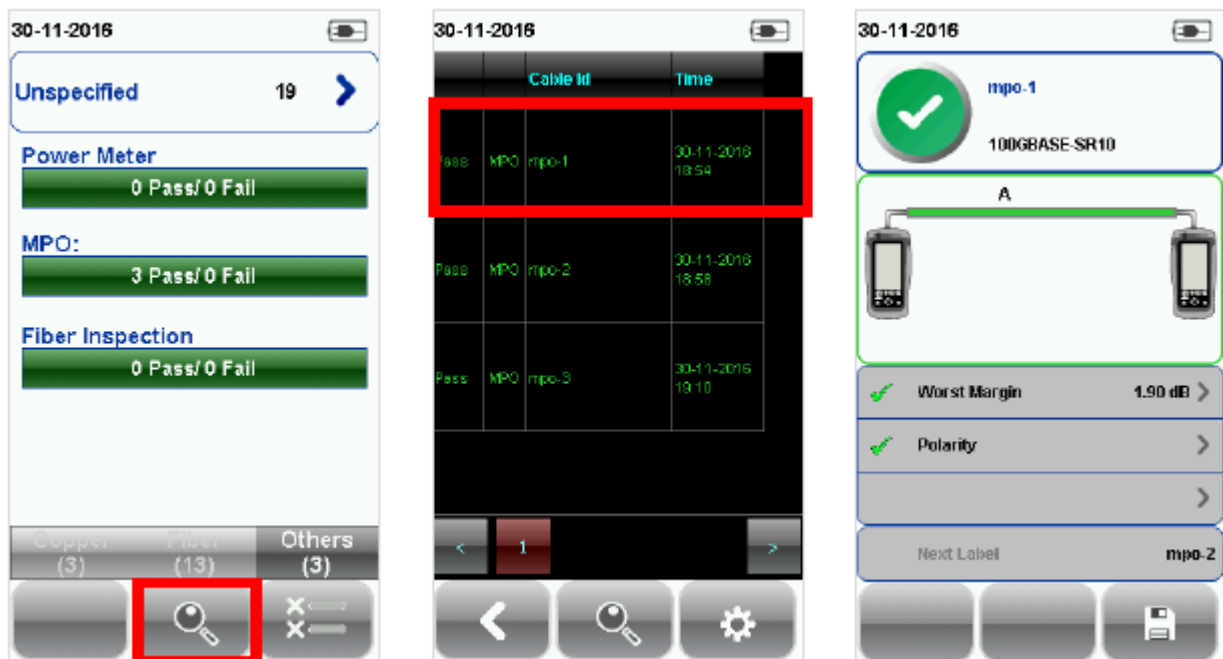 30-11-2016
Unspecified 19
Power Meter
0 Pass/ 0 Fail
MPO:
3 Pass/ 0 Fail
Fiber Inspection
0 Pass/ 0 Fail
Copper Fiber Others
(3) (13) (3)
30-11-2016
Cable Id Time
Pass MPO mpo-1 30-11-2016
18:54
Pass MPO mpo-2 30-11-2016
18:58
Pass MPO mpo-3 30-11-2016
19:10
< 1 >
30-11-2016
mpo-1
100GBASE-SR10
A
Worst Margin 1.90 dB
Polarity
Next Label mpo-2